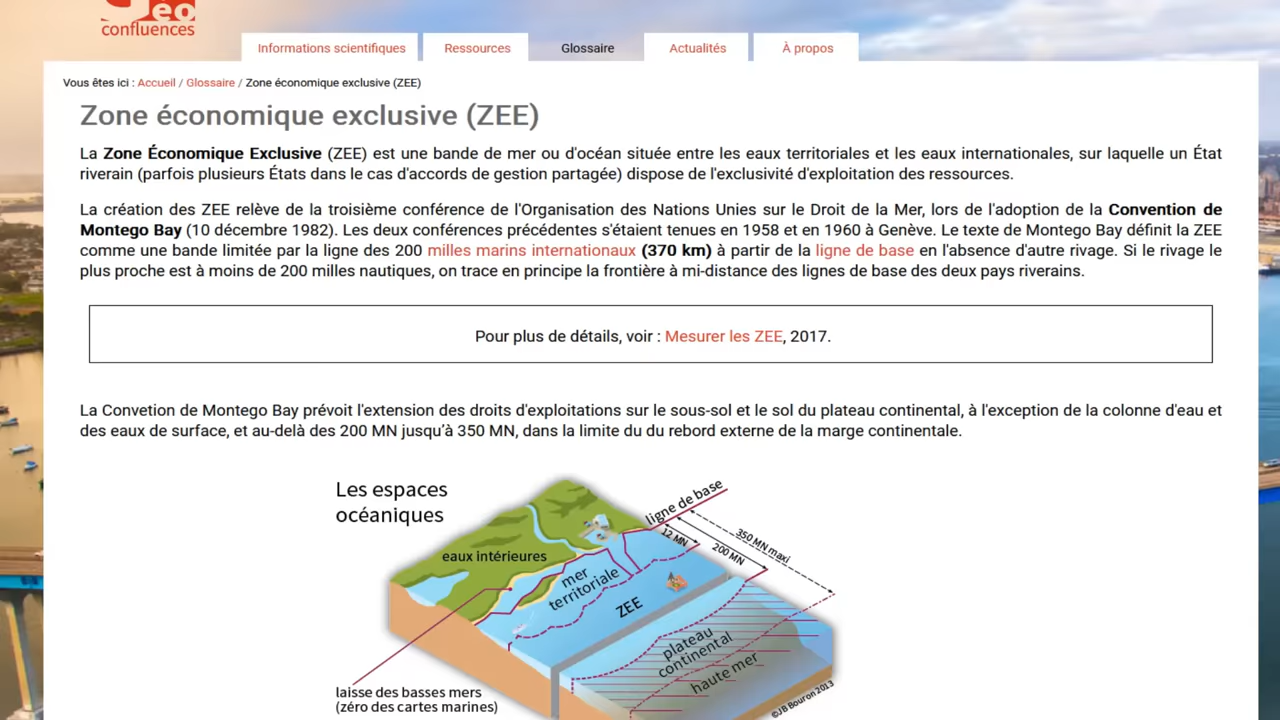 Géo
confluences
Informations scientifiques
Ressources
Glossaire
Actualités
À propos
Vous êtes ici : Accueil / Glossaire / Zone économique exclusive (ZEE)
Zone économique exclusive (ZEE)
La Zone Économique Exclusive (ZEE) est une bande de mer ou d'océan située entre les eaux territoriales et les eaux internationales, sur laquelle un État
riverain (parfois plusieurs États dans le cas d'accords de gestion partagée) dispose de l'exclusivité d'exploitation des ressources.
La création des ZEE relève de la troisième conférence de l'Organisation des Nations Unies sur le Droit de la Mer, lors de l'adoption de la Convention de
Montego Bay (10 décembre 1982). Les deux conférences précédentes s'étaient tenues en 1958 et en 1960 à Genève. Le texte de Montego Bay définit la ZEE
comme une bande limitée par la ligne des 200 milles marins internationaux (370 km) à partir de la ligne de base en l'absence d'autre rivage. Si le rivage le
plus proche est à moins de 200 milles nautiques, on trace en principe la frontière à mi-distance des lignes de base des deux pays riverains.
Pour plus de détails, voir : Mesurer les ZEE, 2017.
La Convetion de Montego Bay prévoit l'extension des droits d'exploitations sur le sous-sol et le sol du plateau continental, à l'exception de la colonne d'eau et
des eaux de surface, et au-delà des 200 MN jusqu'à 350 MN, dans la limite du du rebord externe de la marge continentale.
Les espaces
océaniques
ligne de base
12 MN
200 MN
350 MN maxi
eaux intérieures
mer
territoriale
ZEE
plateau
continental
haute mer
laisse des basses mers
(zéro des cartes marines)
©JB Bouron 2013